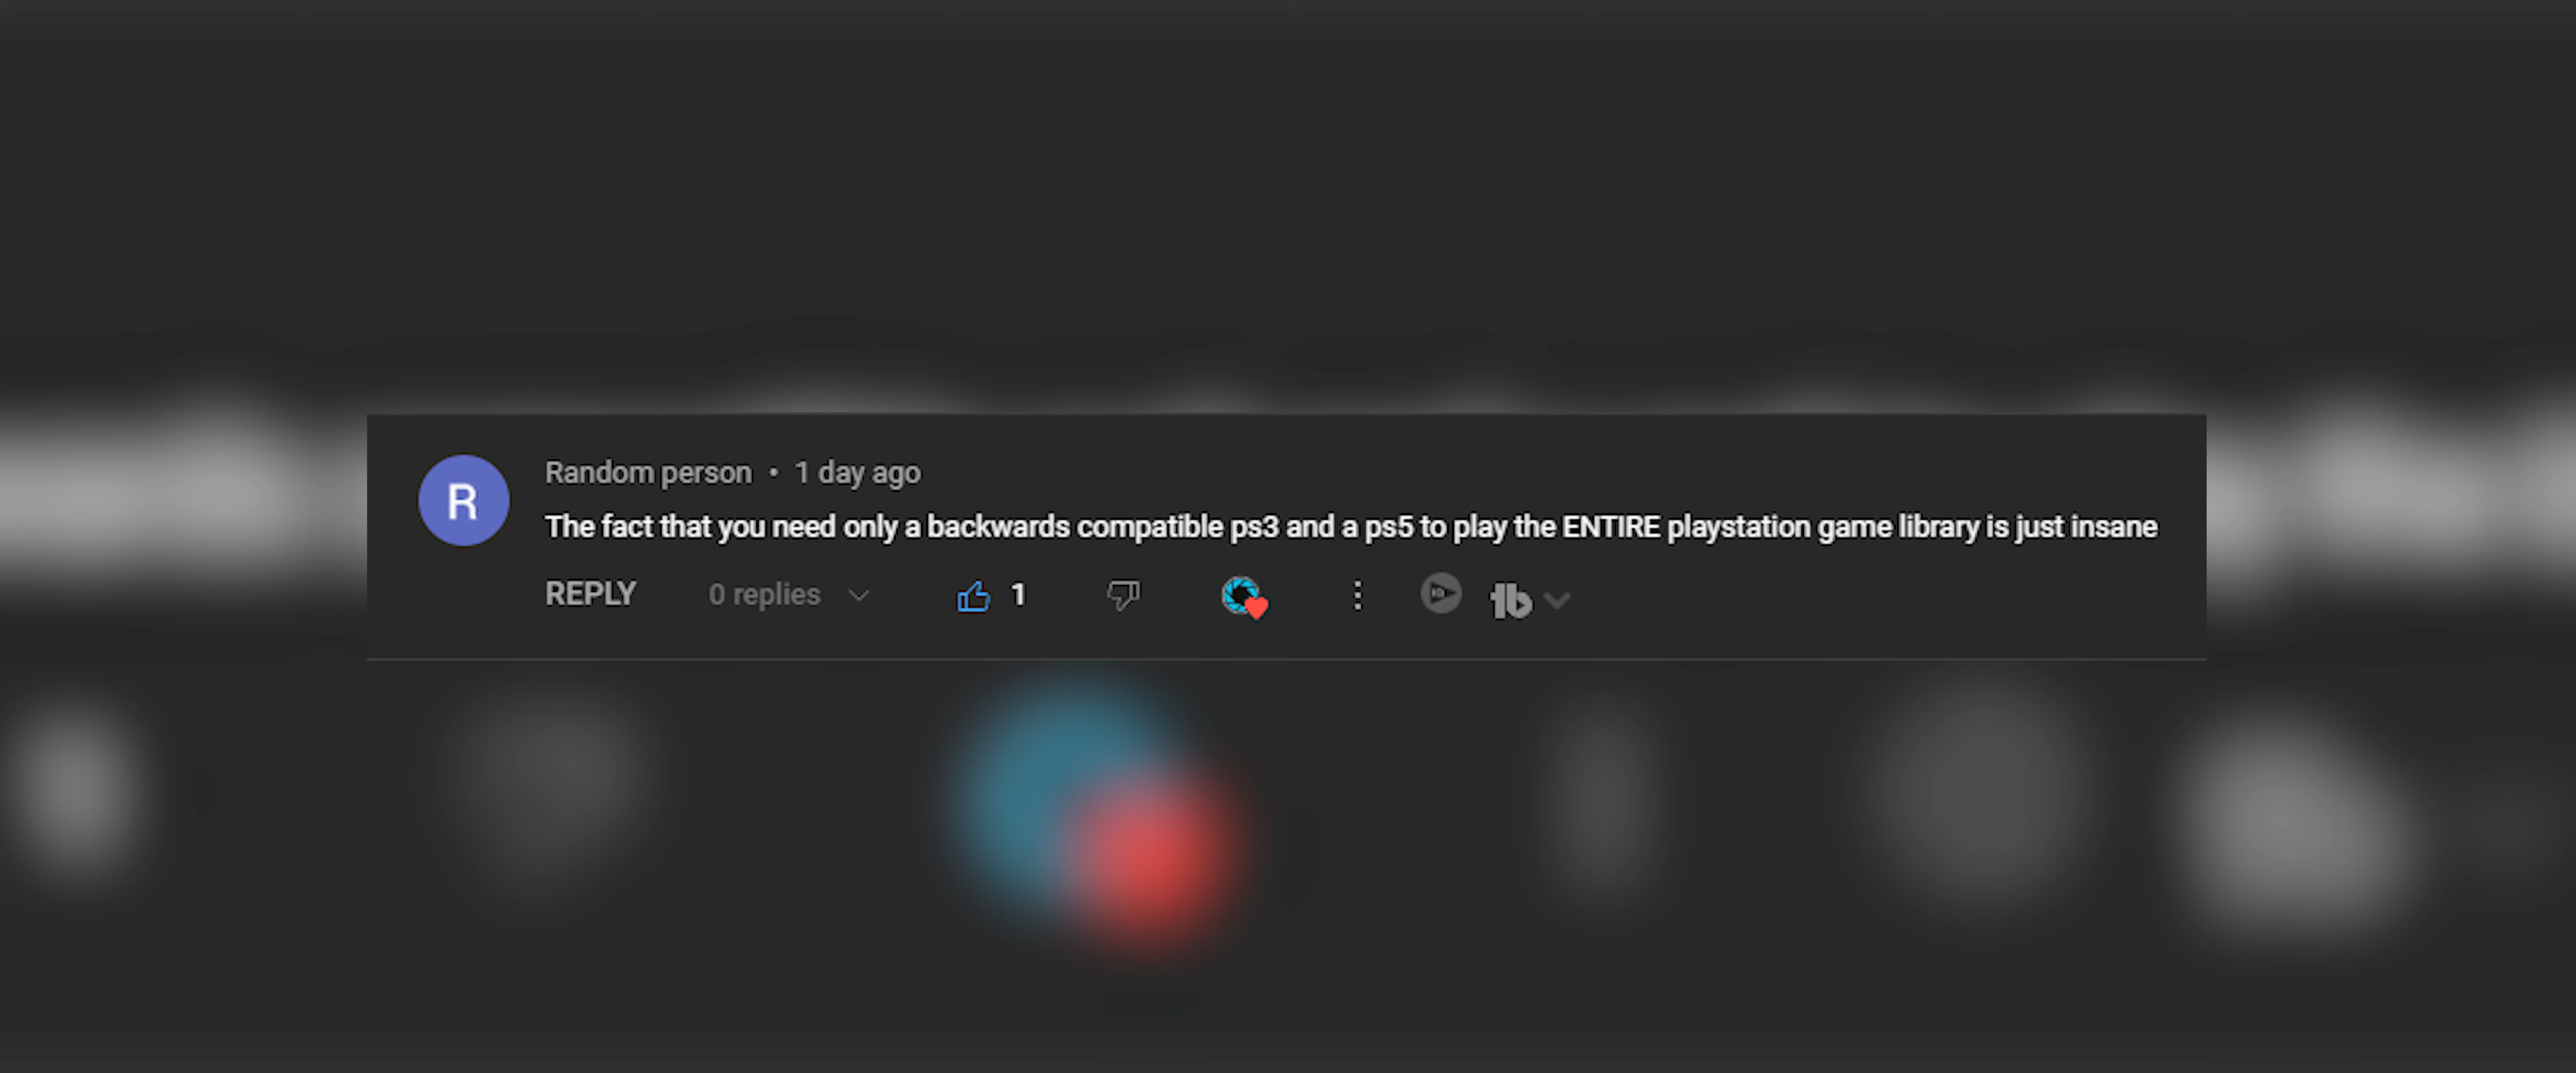 R
Random person • 1 day ago
The fact that you need only a backwards compatible ps3 and a ps5 to play the ENTIRE playstation game library is just insane
REPLY 0 replies 1 tb